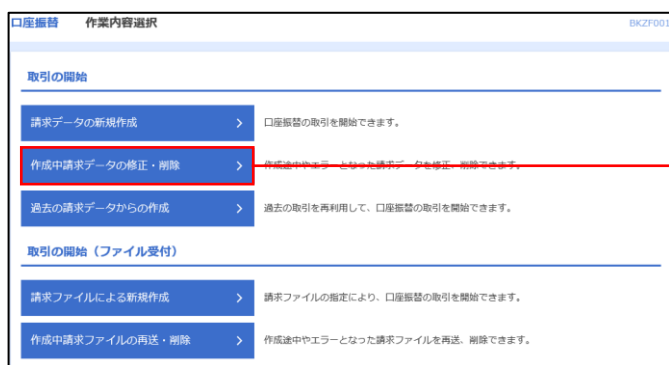 口座振替 作業内容選択 BKZF001
取引の開始
請求データの新規作成 口座振替の取引を開始できます。
作成中請求データの修正・削除 作成途中やエラーとなった請求データを修正、削除できます。
過去の請求データからの作成 過去の取引を再利用して、口座振替の取引を開始できます。
取引の開始（ファイル受付）
請求ファイルによる新規作成 請求ファイルの指定により、口座振替の取引を開始できます。
作成中請求ファイルの再送・削除 作成途中やエラーとなった請求ファイルを再送、削除できます。